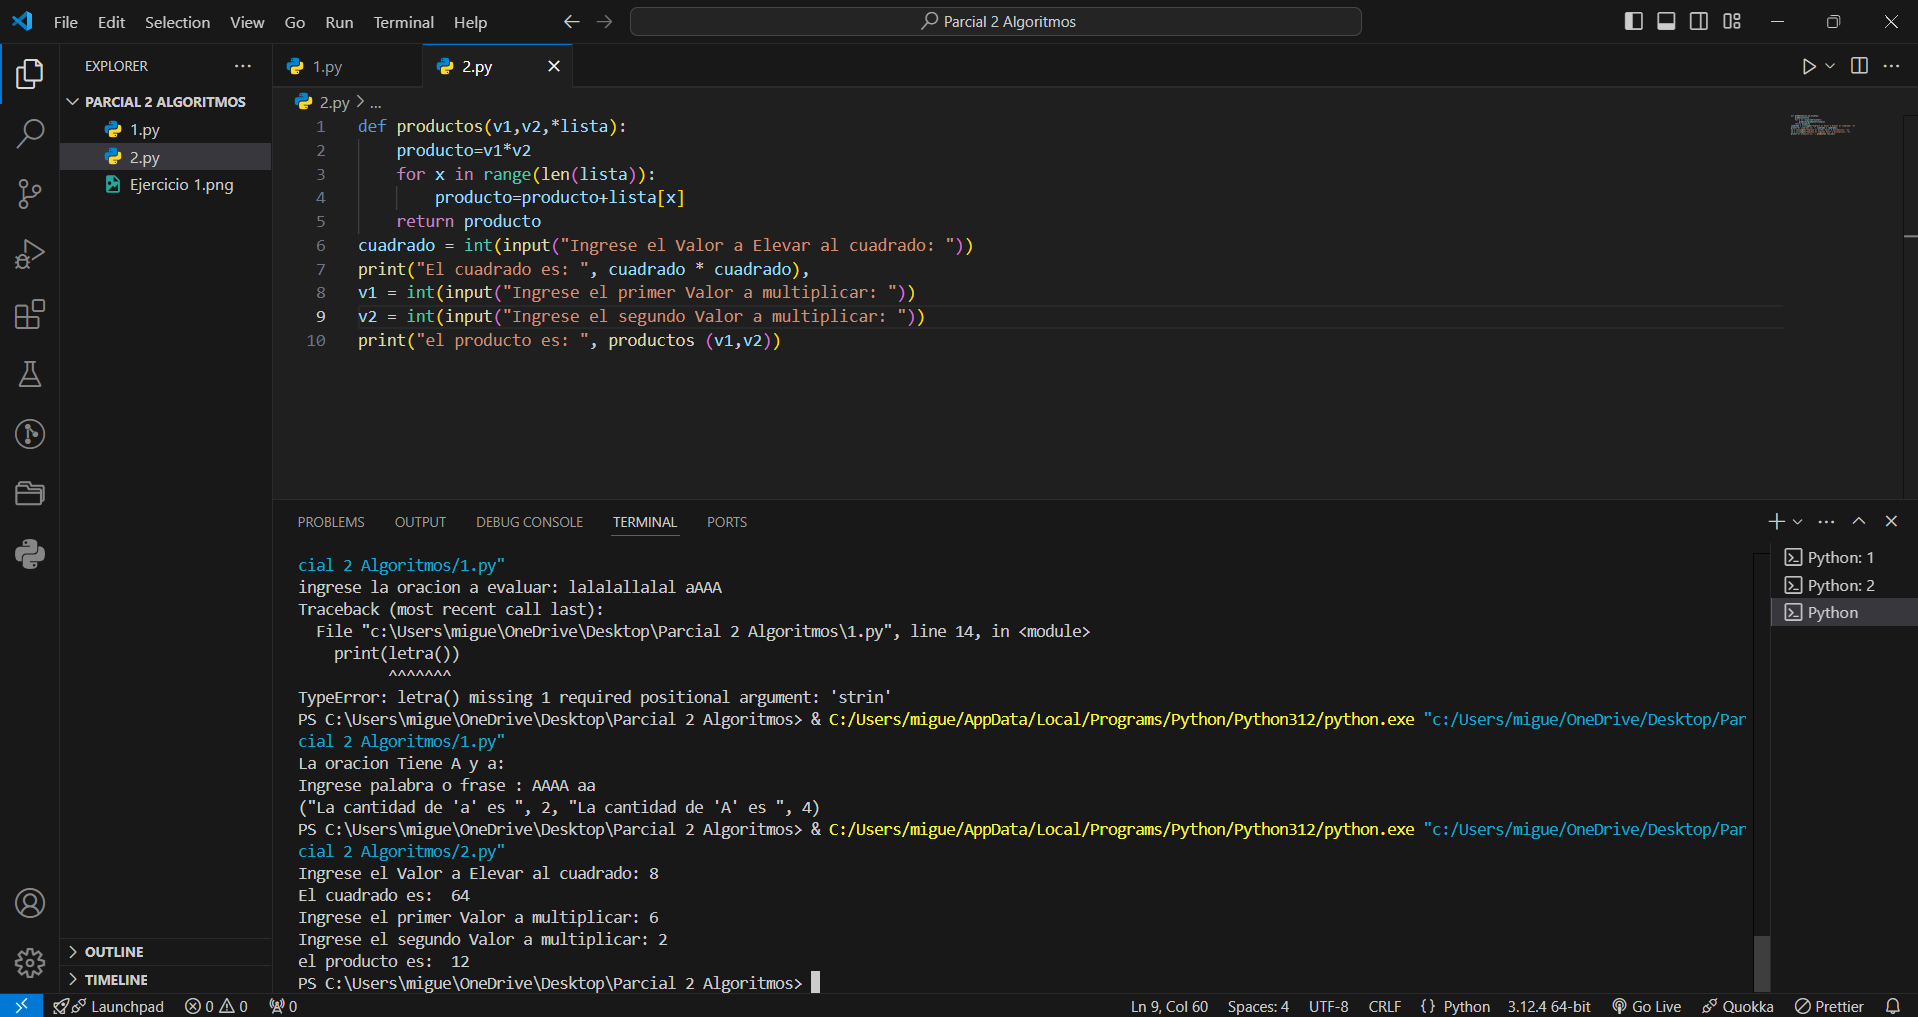 File Edit Selection View Go Run Terminal Help
Parcial 2 Algoritmos
EXPLORER
PARCIAL 2 ALGORITMOS
1.py
2.py
Ejercicio 1.png
OUTLINE
TIMELINE
1.py
2.py
2.py > ...
1 def productos(v1,v2,*lista):
2 producto=v1*v2
3 for x in range(len(lista)):
4 producto=producto+lista[x]
5 return producto
6 cuadrado = int(input("Ingrese el Valor a Elevar al cuadrado: "))
7 print("El cuadrado es: ", cuadrado * cuadrado),
8 v1 = int(input("Ingrese el primer Valor a multiplicar: "))
9 v2 = int(input("Ingrese el segundo Valor a multiplicar: "))
10 print("el producto es: ", productos (v1,v2))
PROBLEMS OUTPUT DEBUG CONSOLE TERMINAL PORTS
cial 2 Algoritmos/1.py"
ingrese la oracion a evaluar: lalalallalal aAAA
Traceback (most recent call last):
File "c:\Users\migue\OneDrive\Desktop\Parcial 2 Algoritmos\1.py", line 14, in <module>
print(letra())
^^^^^^^
TypeError: letra() missing 1 required positional argument: 'strin'
PS C:\Users\migue\OneDrive\Desktop\Parcial 2 Algoritmos> & C:/Users/migue/AppData/Local/Programs/Python/Python312/python.exe "c:/Users/migue/OneDrive/Desktop/Par
cial 2 Algoritmos/1.py"
La oracion Tiene A y a:
Ingrese palabra o frase : AAAA aa
("La cantidad de 'a' es ", 2, "La cantidad de 'A' es ", 4)
PS C:\Users\migue\OneDrive\Desktop\Parcial 2 Algoritmos> & C:/Users/migue/AppData/Local/Programs/Python/Python312/python.exe "c:/Users/migue/OneDrive/Desktop/Par
cial 2 Algoritmos/2.py"
Ingrese el Valor a Elevar al cuadrado: 8
El cuadrado es:  64
Ingrese el primer Valor a multiplicar: 6
Ingrese el segundo Valor a multiplicar: 2
el producto es:  12
PS C:\Users\migue\OneDrive\Desktop\Parcial 2 Algoritmos>
Python: 1
Python: 2
Python
Launchpad 0 0 0 Ln 9, Col 60 Spaces: 4 UTF-8 CRLF {} Python 3.12.4 64-bit Go Live Quokka Prettier